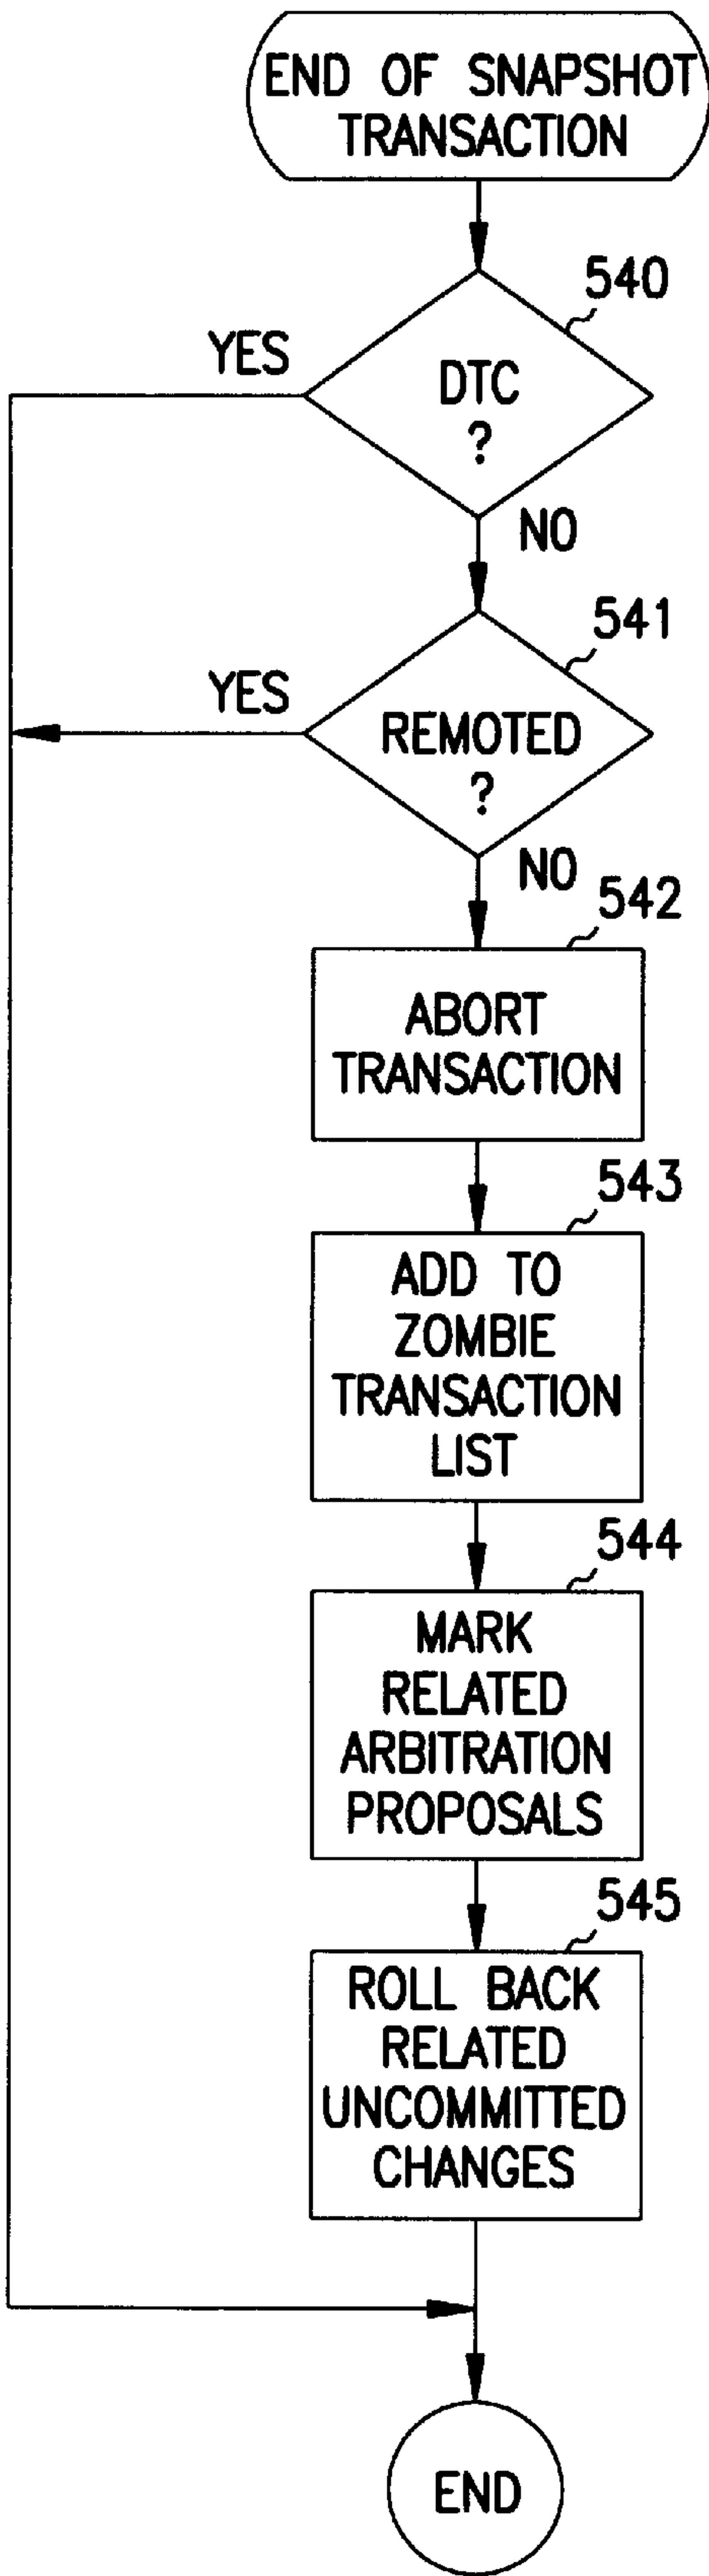 END OF SNAPSHOT
TRANSACTION
540
YES
DTC
?
NO
541
YES
REMOTED
?
NO
542
ABORT
TRANSACTION
543
ADD TO
ZOMBIE
TRANSACTION
LIST
544
MARK
RELATED
ARBITRATION
PROPOSALS
545
ROLL BACK
RELATED
UNCOMMITTED
CHANGES
END